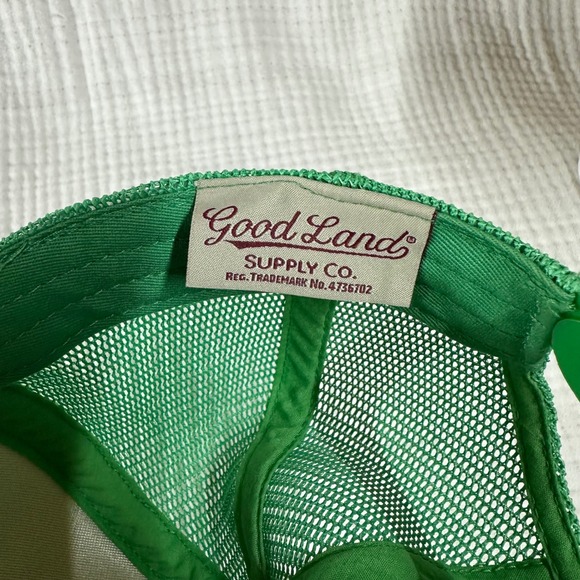 Good Land®
SUPPLY CO.
REG. TRADEMARK NO. 4736702